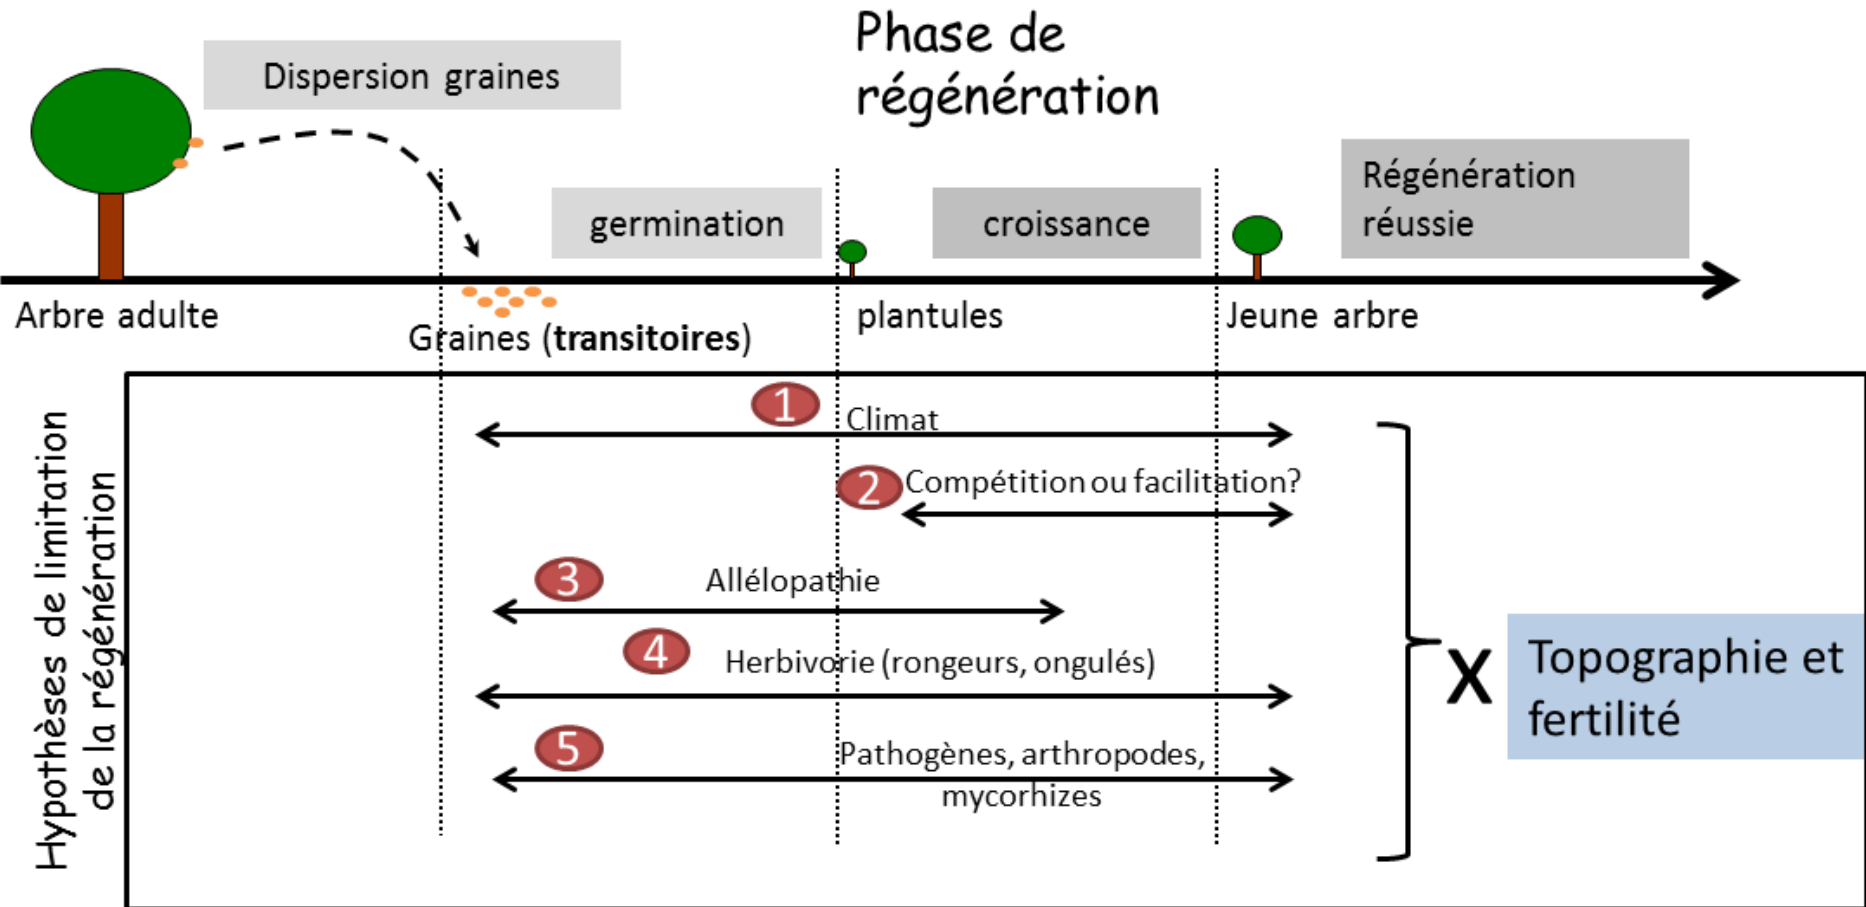 Phase de
régénération
Dispersion graines
Régénération
réussie
germination
croissance
Arbre adulte
Graines (transitoires)
plantules
Jeune arbre
Hypothèses de limitation
de la régénération
1
Climat
2
Compétition ou facilitation?
3
Allélopathie
4
Herbivorie (rongeurs, ongulés)
5
Pathogènes, arthropodes,
mycorhizes
X
Topographie et
fertilité